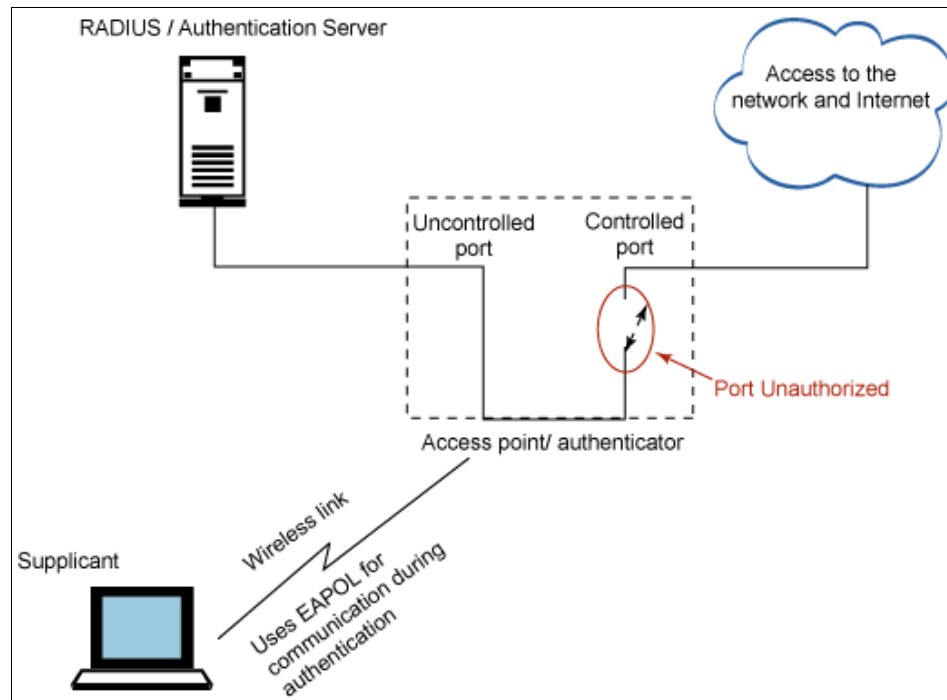 RADIUS / Authentication Server
Access to the
network and Internet
Uncontrolled
port
Controlled
port
Port Unauthorized
Access point/ authenticator
Wireless link
Supplicant
Uses EAPOL for
communication during
authentication